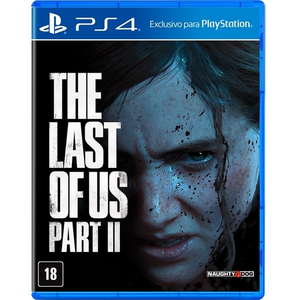 PS4
Exclusivo para PlayStation.
THE
LAST
OF US
PART II
18
NAUGHTY DOG